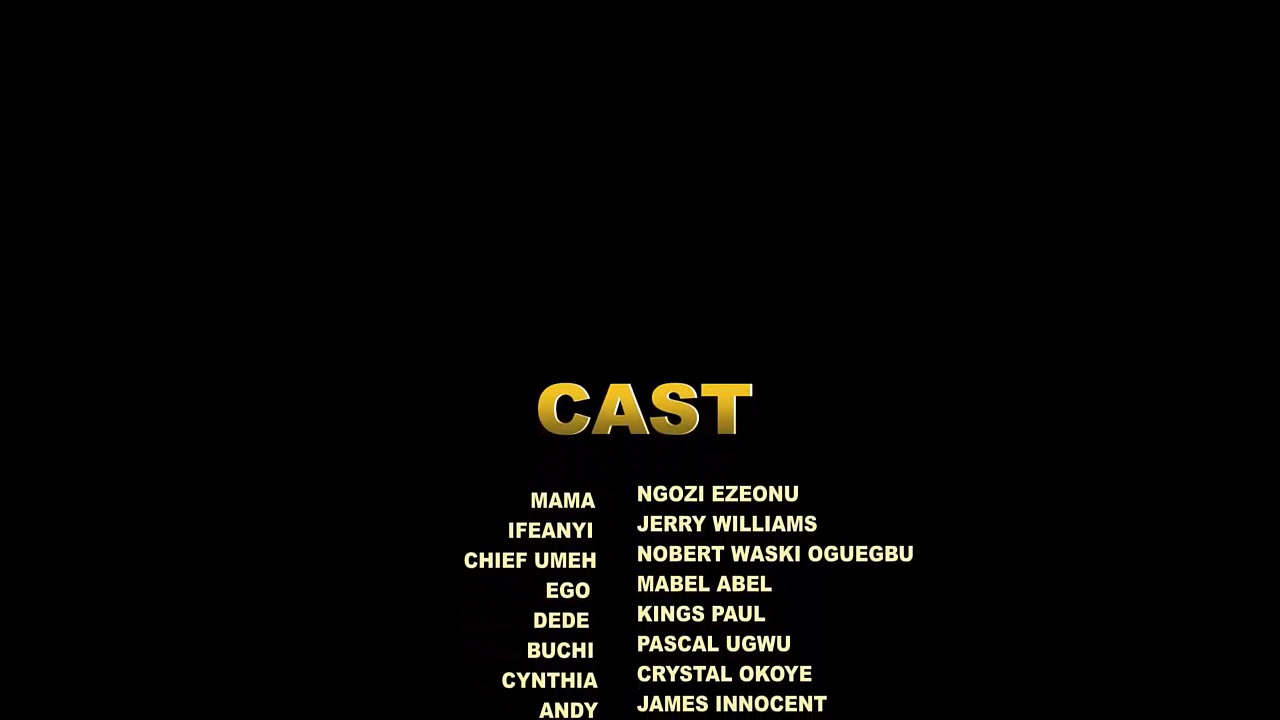 CAST
MAMA NGOZI EZEONU
IFEANYI JERRY WILLIAMS
CHIEF UMEH NOBERT WASKI OGUEGBU
EGO MABEL ABEL
DEDE KINGS PAUL
BUCHI PASCAL UGWU
CYNTHIA CRYSTAL OKOYE
ANDY JAMES INNOCENT